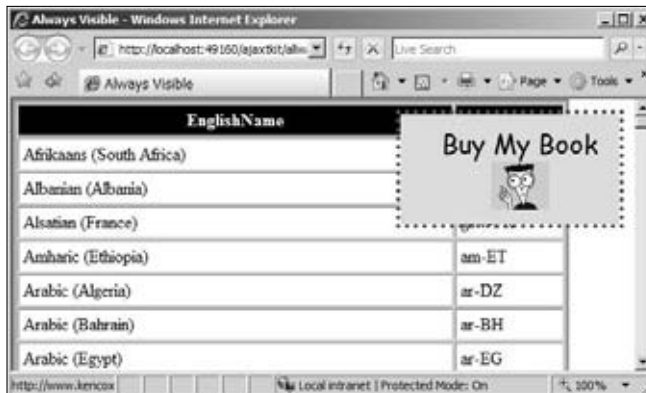 Always Visible - Windows Internet Explorer
http://localhost:49160/ajaxtkit/allwa
Live Search
Always Visible
Page
Tools
EnglishName
Buy My Book
Afrikaans (South Africa)
Albanian (Albania)
Alsatian (France)
Amharic (Ethiopia) am-ET
Arabic (Algeria) ar-DZ
Arabic (Bahrain) ar-BH
Arabic (Egypt) ar-EG
http://www.kencox
Local intranet | Protected Mode: On
100%